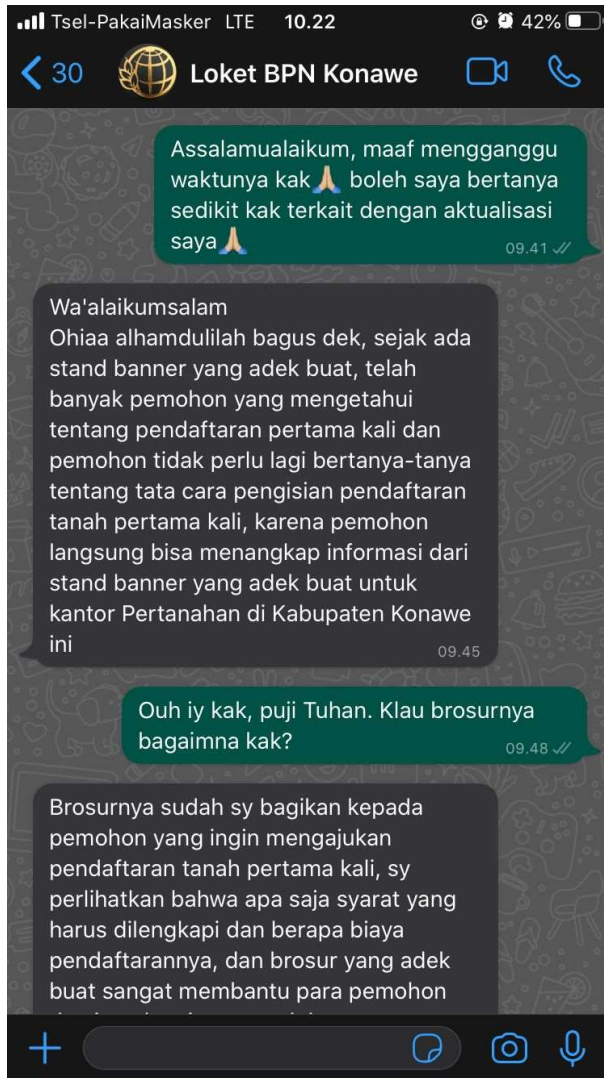 Tsel-PakaiMasker LTE 10.22 42%
30 Loket BPN Konawe
Assalamualaikum, maaf mengganggu
waktunya kak🙏🏼 boleh saya bertanya
sedikit kak terkait dengan aktualisasi
saya🙏🏼
09.41
Wa'alaikumsalam
Ohiaa alhamdulilah bagus dek, sejak ada
stand banner yang adek buat, telah
banyak pemohon yang mengetahui
tentang pendaftaran pertama kali dan
pemohon tidak perlu lagi bertanya-tanya
tentang tata cara pengisian pendaftaran
tanah pertama kali, karena pemohon
langsung bisa menangkap informasi dari
stand banner yang adek buat untuk
kantor Pertanahan di Kabupaten Konawe
ini
09.45
Ouh iy kak, puji Tuhan. Klau brosurnya
bagaimna kak?
09.48
Brosurnya sudah sy bagikan kepada
pemohon yang ingin mengajukan
pendaftaran tanah pertama kali, sy
perlihatkan bahwa apa saja syarat yang
harus dilengkapi dan berapa biaya
pendaftarannya, dan brosur yang adek
buat sangat membantu para pemohon